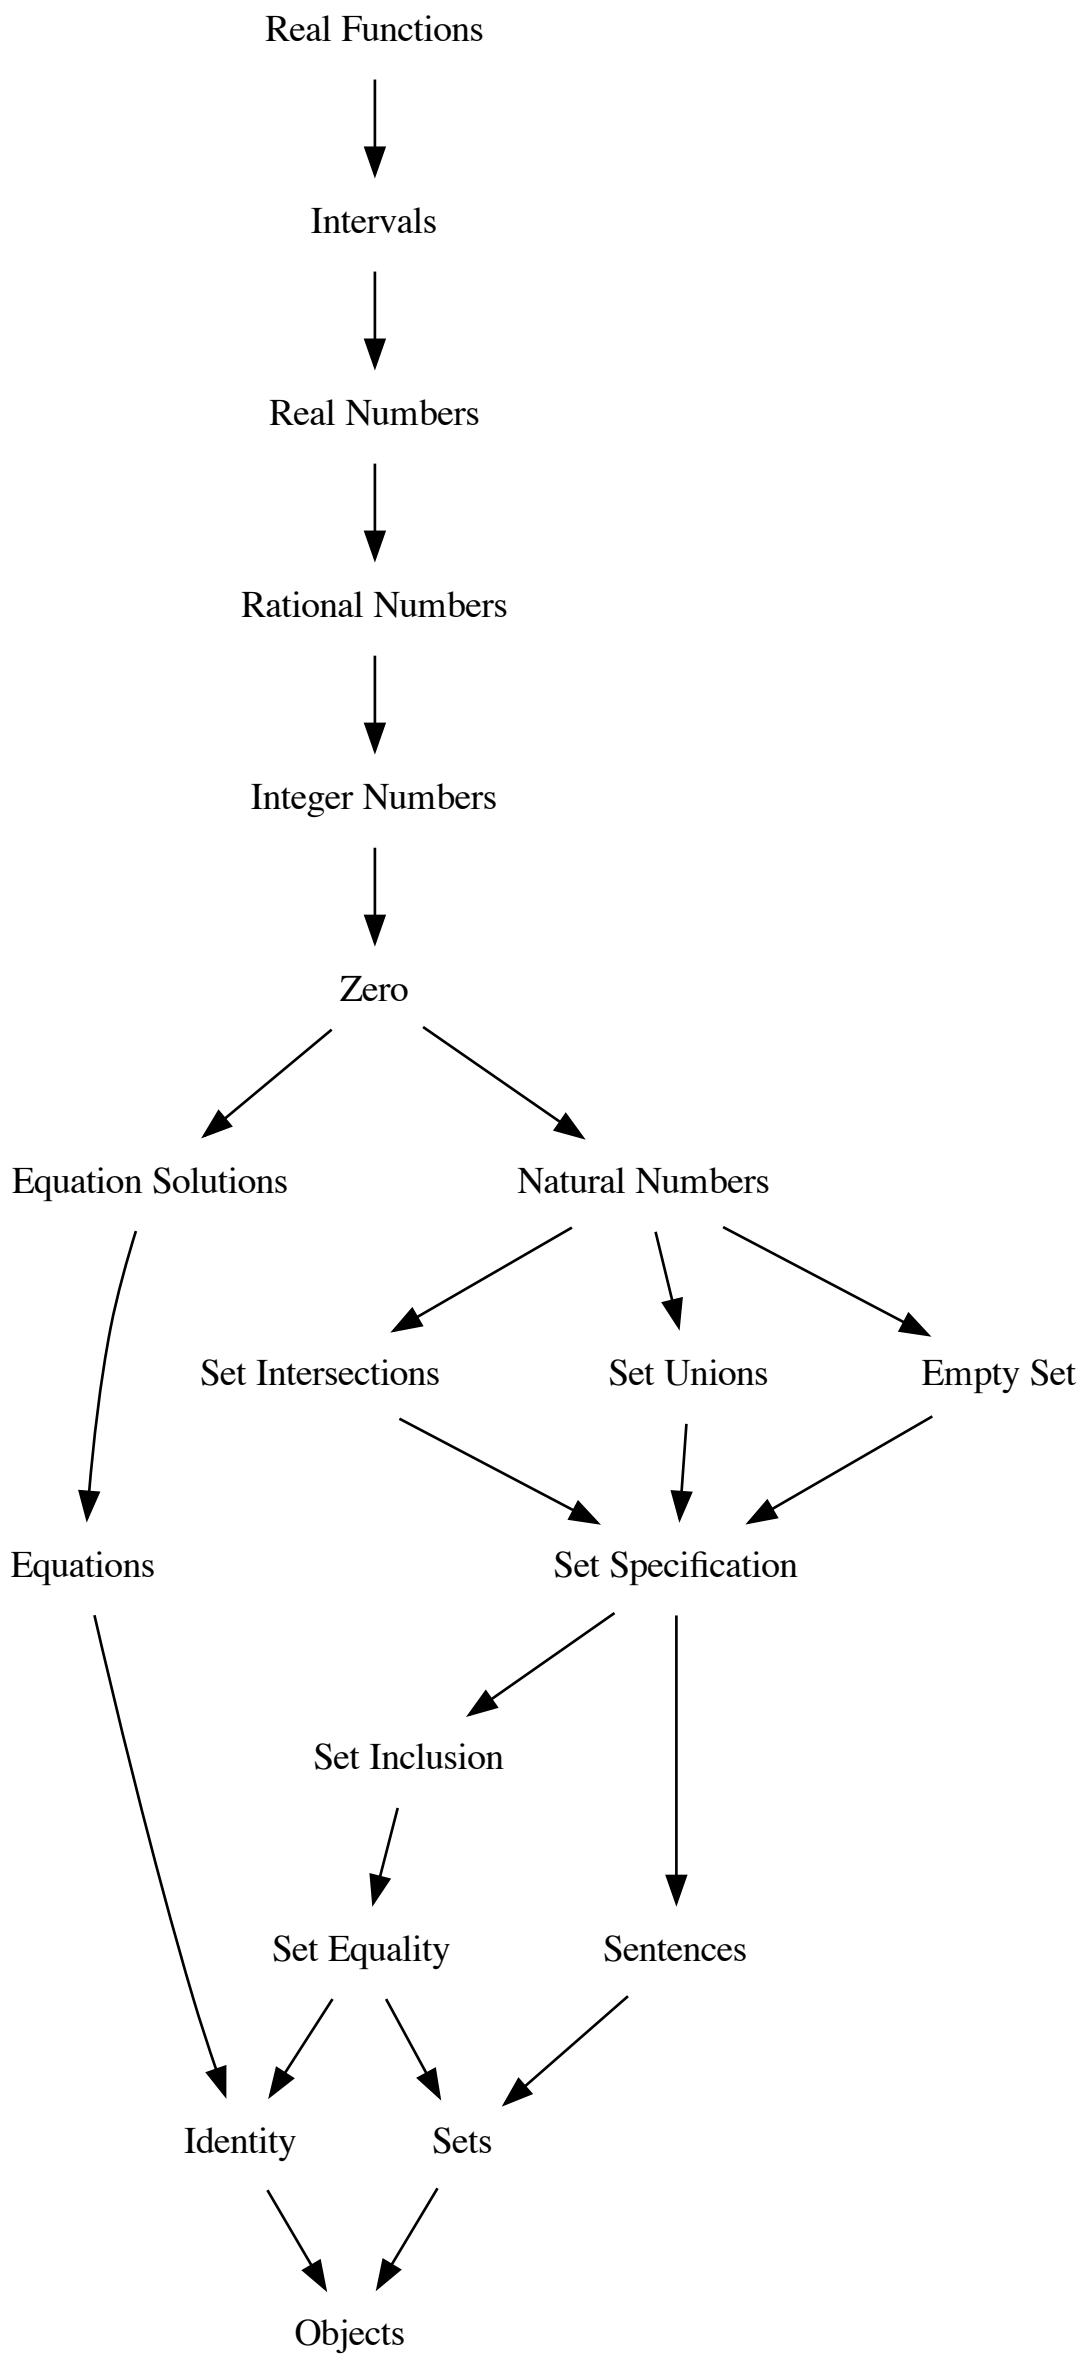 Real Functions
Intervals
Real Numbers
Rational Numbers
Integer Numbers
Zero
Equation Solutions
Natural Numbers
Set Intersections
Set Unions
Empty Set
Equations
Set Specification
Set Inclusion
Set Equality
Sentences
Identity
Sets
Objects